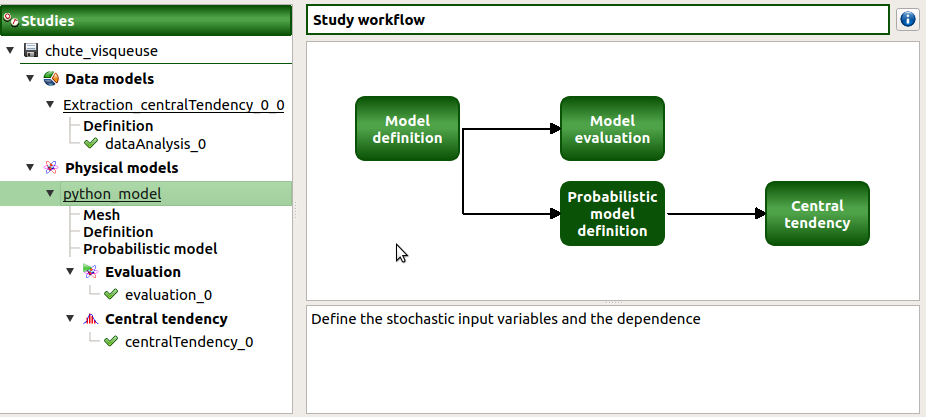 Studies
chute_visqueuse
Data models
Extraction_centralTendency_0_0
Definition
dataAnalysis_0
Physical models
python_model
Mesh
Definition
Probabilistic model
Evaluation
evaluation_0
Central tendency
centralTendency_0
Study workflow
Model
definition
Model
evaluation
Probabilistic
model
definition
Central
tendency
Define the stochastic input variables and the dependence